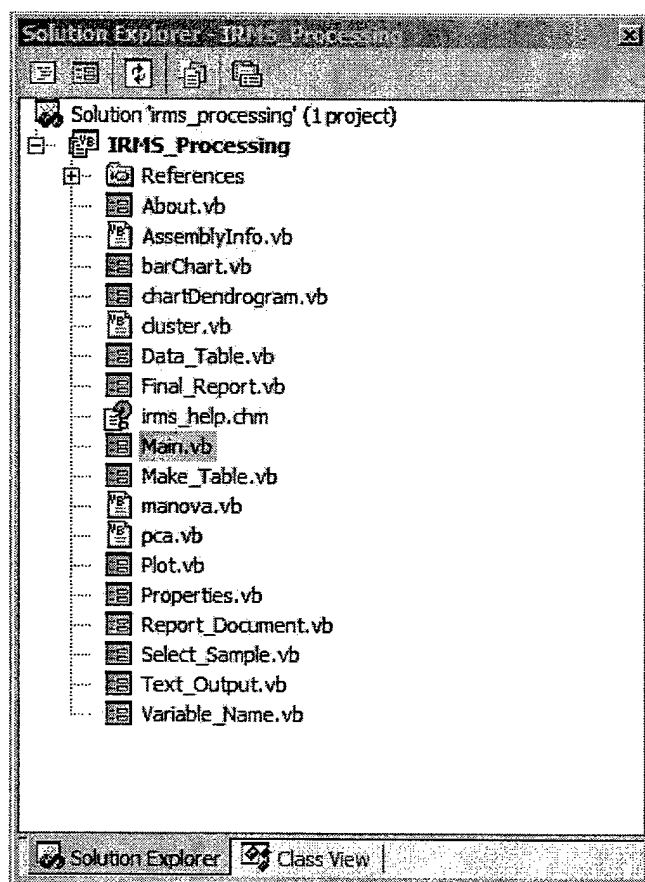 Solution Explorer - IRMS_Processing
Solution 'irms_processing' (1 project)
IRMS_Processing
References
About.vb
AssemblyInfo.vb
barChart.vb
chartDendrogram.vb
cluster.vb
Data_Table.vb
Final_Report.vb
irms_help.chm
Main.vb
Make_Table.vb
manova.vb
pca.vb
Plot.vb
Properties.vb
Report_Document.vb
Select_Sample.vb
Text_Output.vb
Variable_Name.vb
Solution Explorer Class View